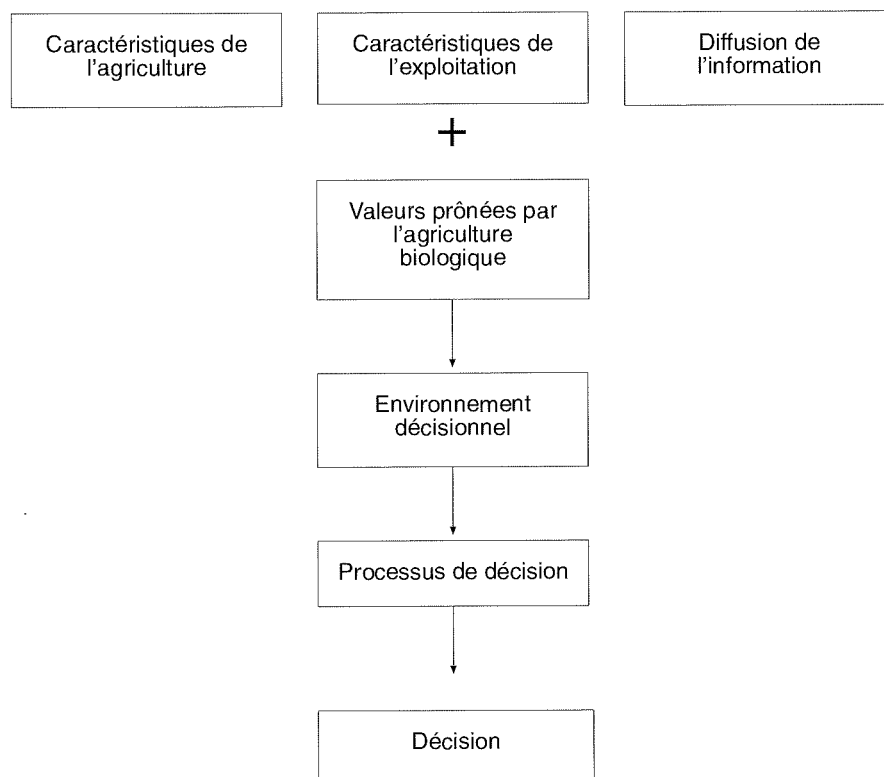 Caractéristiques de
l'agriculture
Caractéristiques de
l'exploitation
Diffusion de
l'information
+
Valeurs prônées par
l'agriculture
biologique
Environnement
décisionnel
Processus de décision
Décision